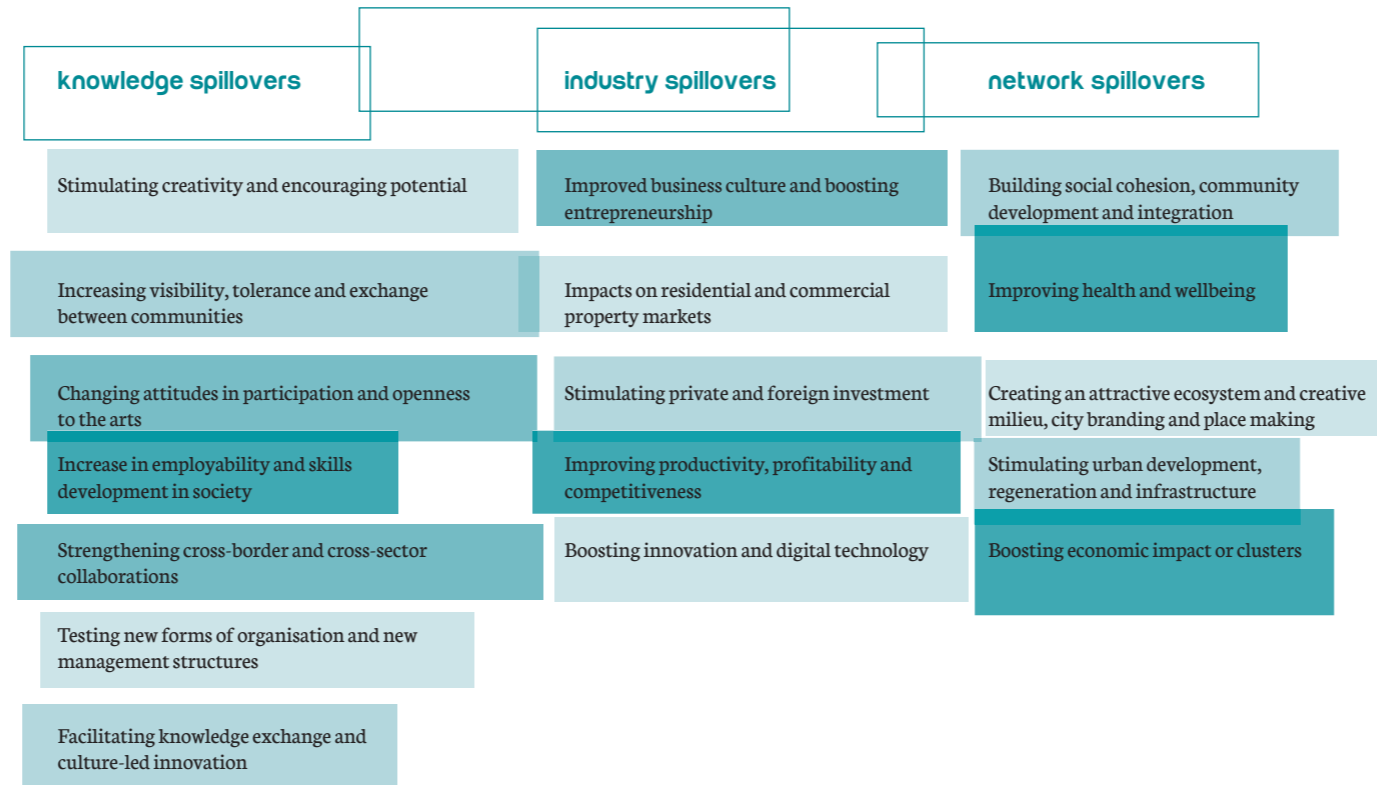 knowledge spillovers
Stimulating creativity and encouraging potential
Increasing visibility, tolerance and exchange
between communities
Changing attitudes in participation and openness
to the arts
Increase in employability and skills
development in society
Strengthening cross-border and cross-sector
collaborations
Testing new forms of organisation and new
management structures
Facilitating knowledge exchange and
culture-led innovation
industry spillovers
Improved business culture and boosting
entrepreneurship
Impacts on residential and commercial
property markets
Stimulating private and foreign investment
Improving productivity, profitability and
competitiveness
Boosting innovation and digital technology
network spillovers
Building social cohesion, community
development and integration
Improving health and wellbeing
Creating an attractive ecosystem and creative
milieu, city branding and place making
Stimulating urban development,
regeneration and infrastructure
Boosting economic impact or clusters